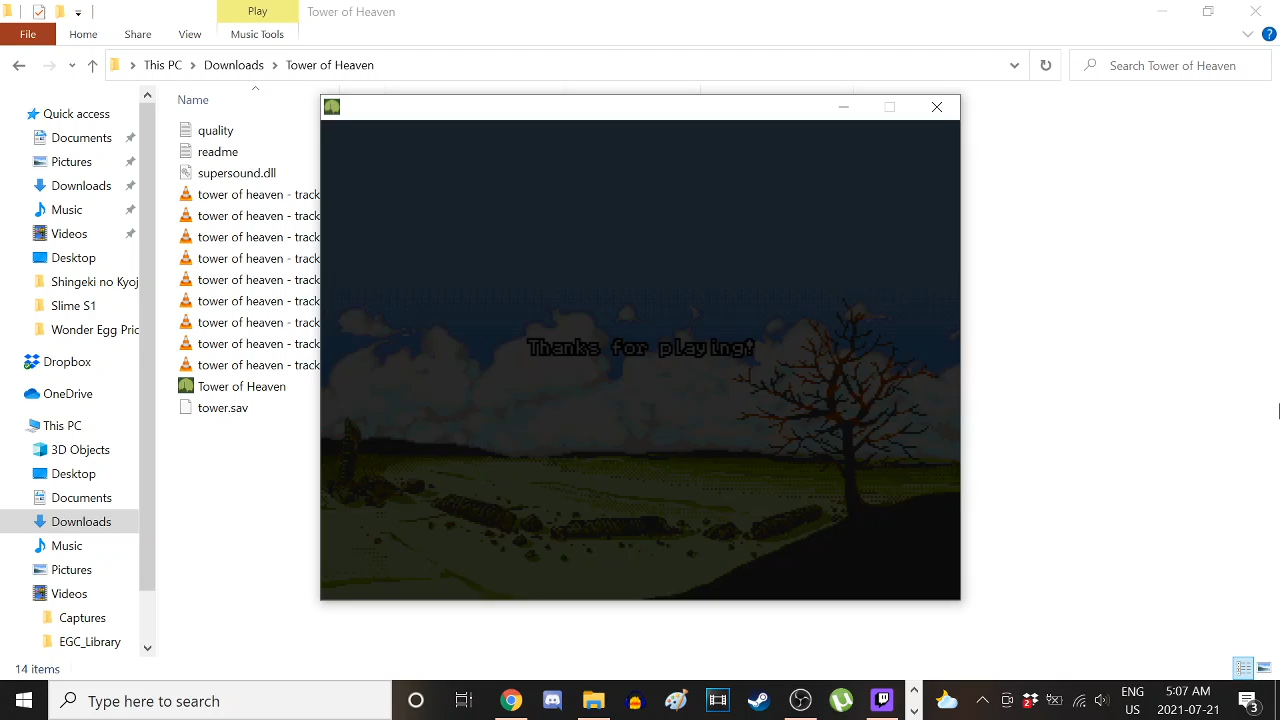 Play
Tower of Heaven
File
Home
Share
View
Music Tools
This PC
Downloads
Tower of Heaven
Search Tower of Heaven
Name
Quick access
Documents
Pictures
Downloads
Music
Videos
Desktop
Shingeki no Kyoj
Slime S1
Wonder Egg Pric
Dropbox
OneDrive
This PC
3D Objects
Desktop
Documents
Downloads
Music
Pictures
Videos
Captures
EGC_Library
quality
readme
supersound.dll
tower of heaven - track
tower of heaven - track
tower of heaven - track
tower of heaven - track
tower of heaven - track
tower of heaven - track
tower of heaven - track
tower of heaven - track
tower of heaven - track
Tower of Heaven
tower.sav
Thanks for playing!
14 items
Type here to search
2
ENG
US
5:07 AM
2021-07-21
3